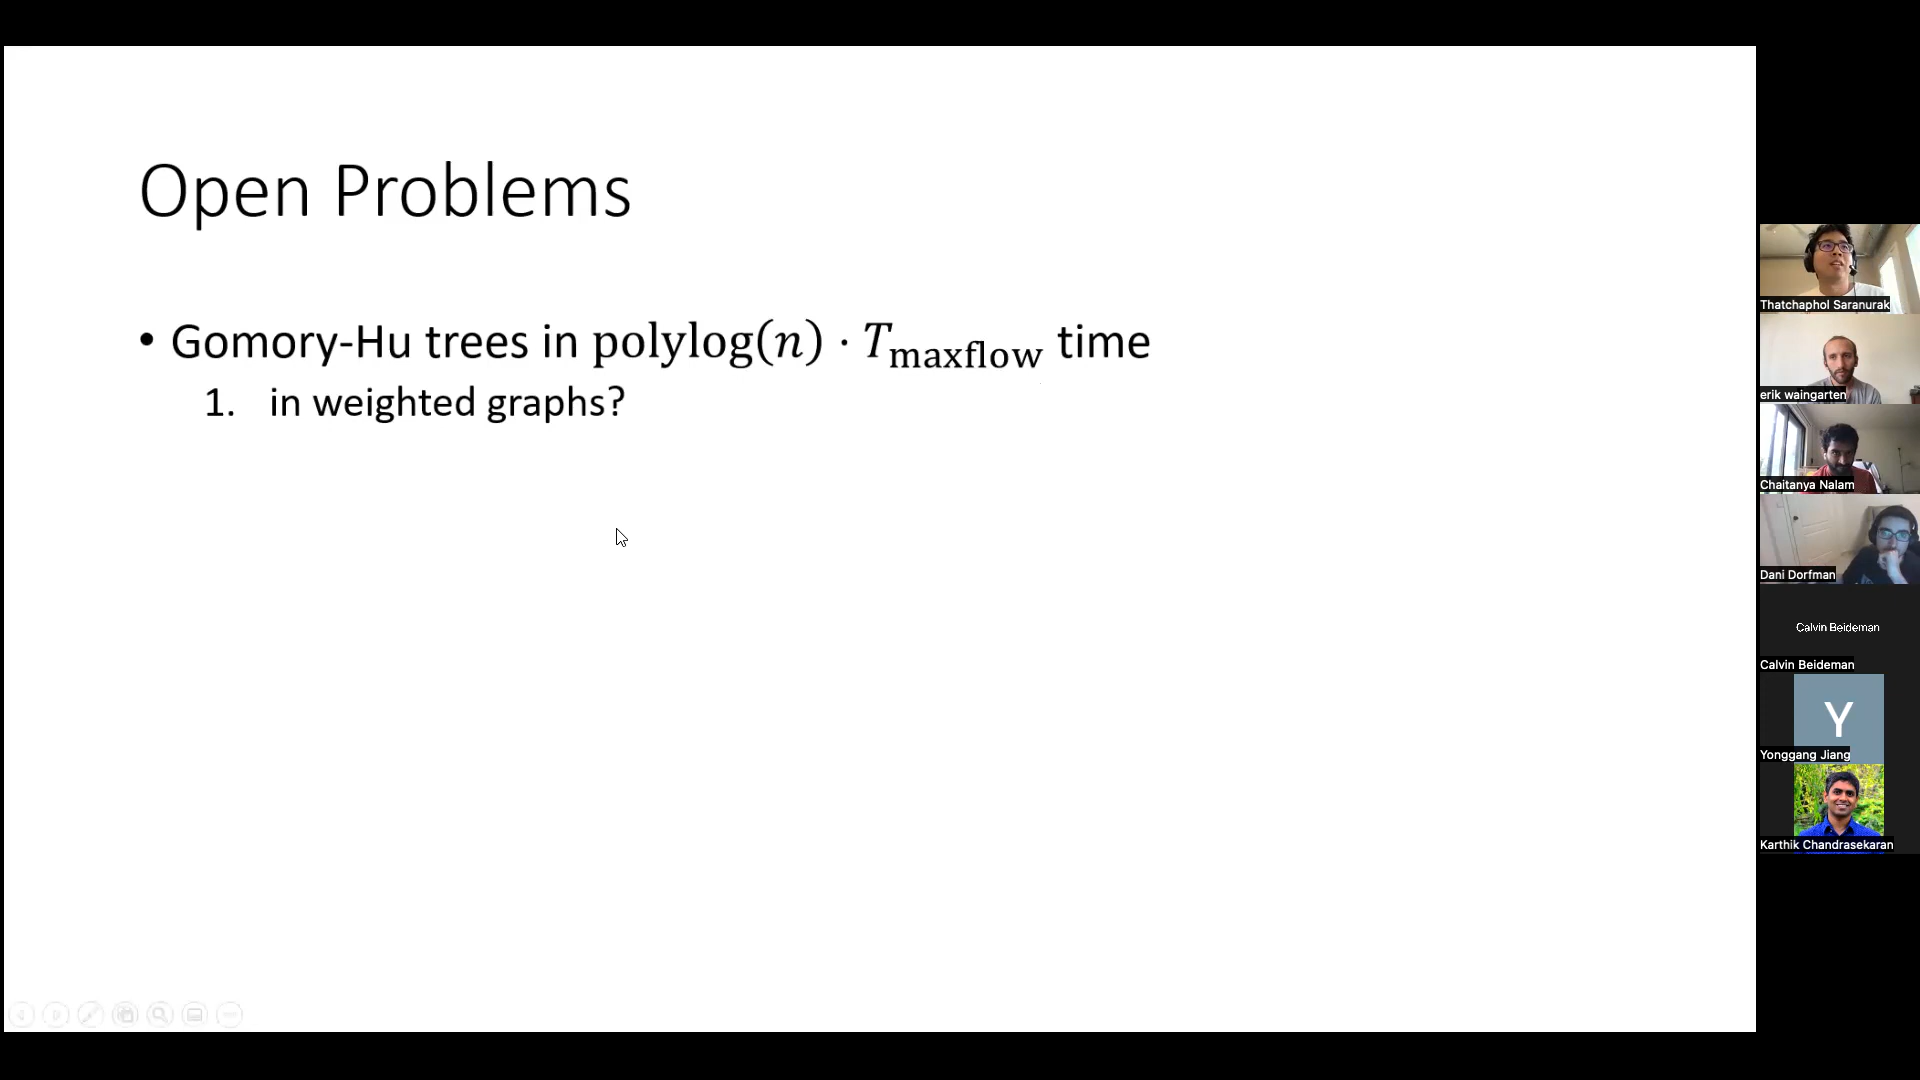 Open Problems
• Gomory-Hu trees in polylog(n) · T_maxflow time
1. in weighted graphs?
Thatchaphol Saranurak
erik waingarten
Chaitanya Nalam
Dani Dorfman
Calvin Beideman
Calvin Beideman
Y
Yonggang Jiang
Karthik Chandrasekaran